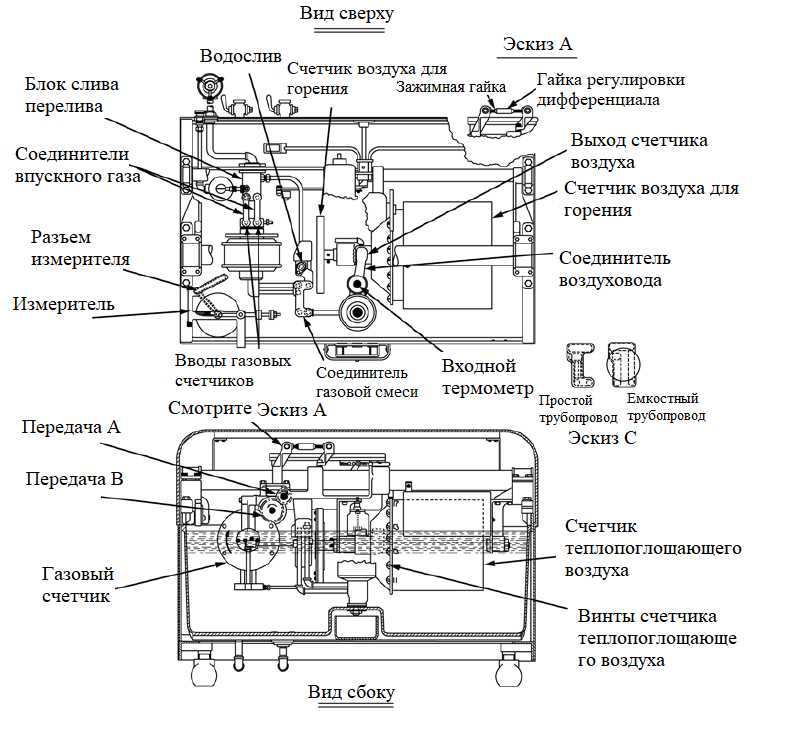 Вид сверху
Эскиз А
Водослив
Счетчик воздуха для
горения
Зажимная гайка
Гайка регулировки
дифференциала
Блок слива
перелива
Выход счетчика
воздуха
Соединители
впускного газа
Счетчик воздуха для
горения
Разъем
измерителя
Соединитель
воздуховода
Измеритель
Вводы газовых
счетчиков
Соединитель
газовой смеси
Входной
термометр
Простой
трубопровод
Емкостный
трубопровод
Эскиз С
Смотрите Эскиз А
Передача А
Передача В
Счетчик
теплопоглощающего
воздуха
Газовый
счетчик
Винты счетчика
теплопоглощающе
го воздуха
Вид сбоку